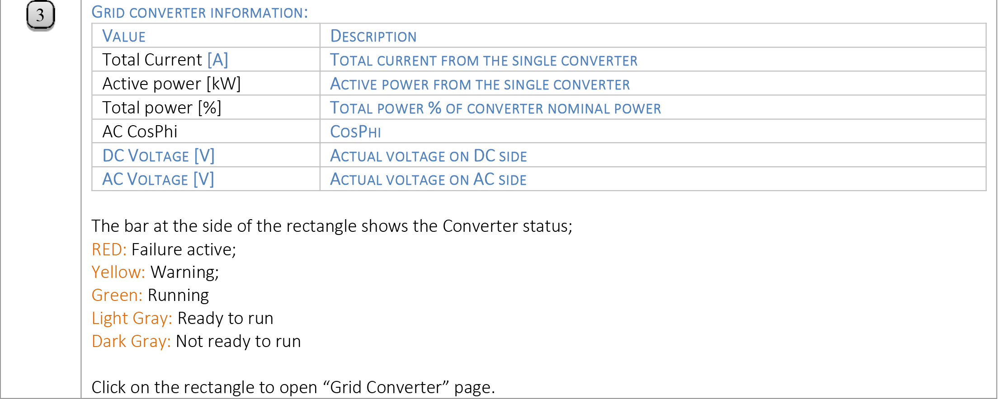 3
GRID CONVERTER INFORMATION:
VALUE DESCRIPTION
Total Current [A] TOTAL CURRENT FROM THE SINGLE CONVERTER
Active power [kW] ACTIVE POWER FROM THE SINGLE CONVERTER
Total power [%] TOTAL POWER % OF CONVERTER NOMINAL POWER
AC CosPhi COSPHI
DC VOLTAGE [V] ACTUAL VOLTAGE ON DC SIDE
AC VOLTAGE [V] ACTUAL VOLTAGE ON AC SIDE
The bar at the side of the rectangle shows the Converter status;
RED: Failure active;
Yellow: Warning;
Green: Running
Light Gray: Ready to run
Dark Gray: Not ready to run
Click on the rectangle to open “Grid Converter” page.